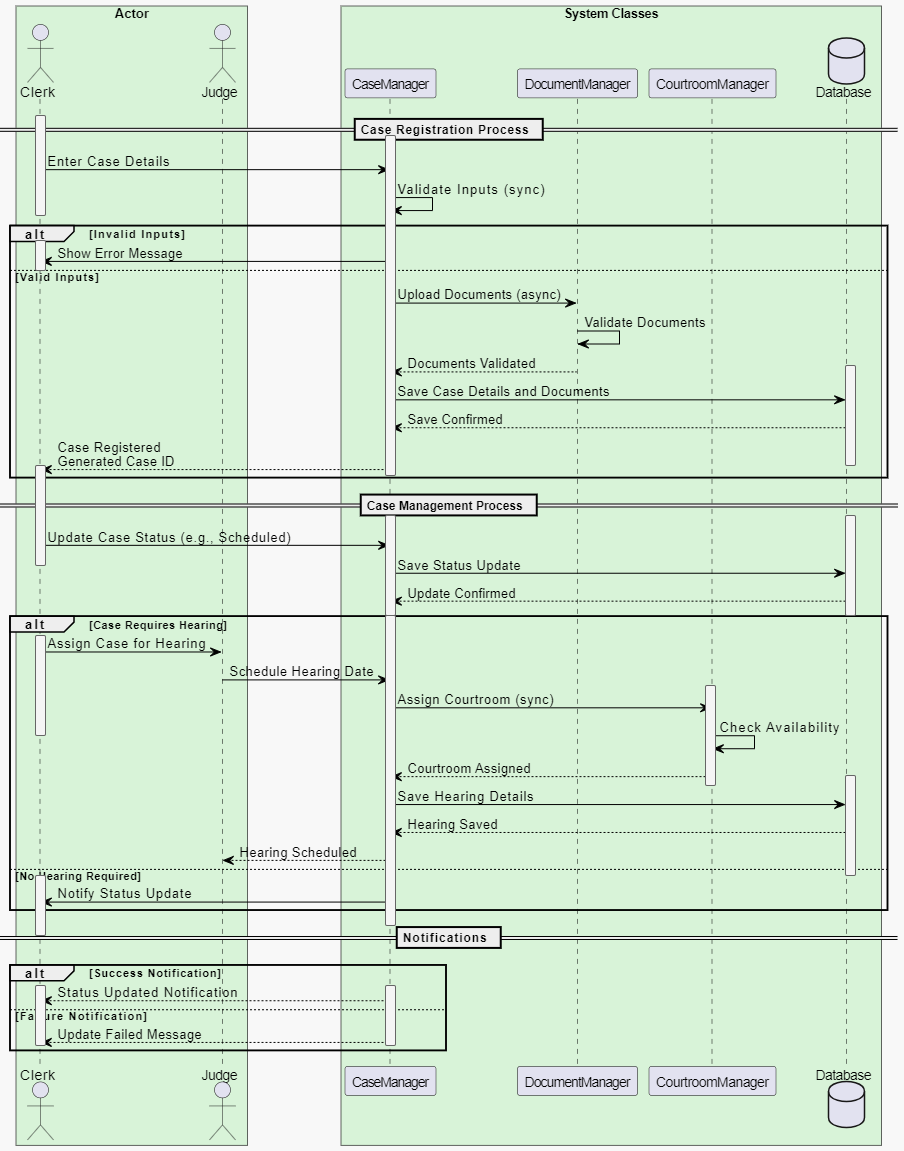 Actor
System Classes
Clerk
Judge
CaseManager
DocumentManager
CourtroomManager
Database
Case Registration Process
Enter Case Details
Validate Inputs (sync)
alt
[Invalid Inputs]
Show Error Message
[Valid Inputs]
Upload Documents (async)
Validate Documents
Documents Validated
Save Case Details and Documents
Save Confirmed
Case Registered
Generated Case ID
Case Management Process
Update Case Status (e.g., Scheduled)
Save Status Update
Update Confirmed
alt
[Case Requires Hearing]
Assign Case for Hearing
Schedule Hearing Date
Assign Courtroom (sync)
Check Availability
Courtroom Assigned
Save Hearing Details
Hearing Saved
Hearing Scheduled
[No Hearing Required]
Notify Status Update
Notifications
alt
[Success Notification]
Status Updated Notification
[Failure Notification]
Update Failed Message
Clerk
Judge
CaseManager
DocumentManager
CourtroomManager
Database